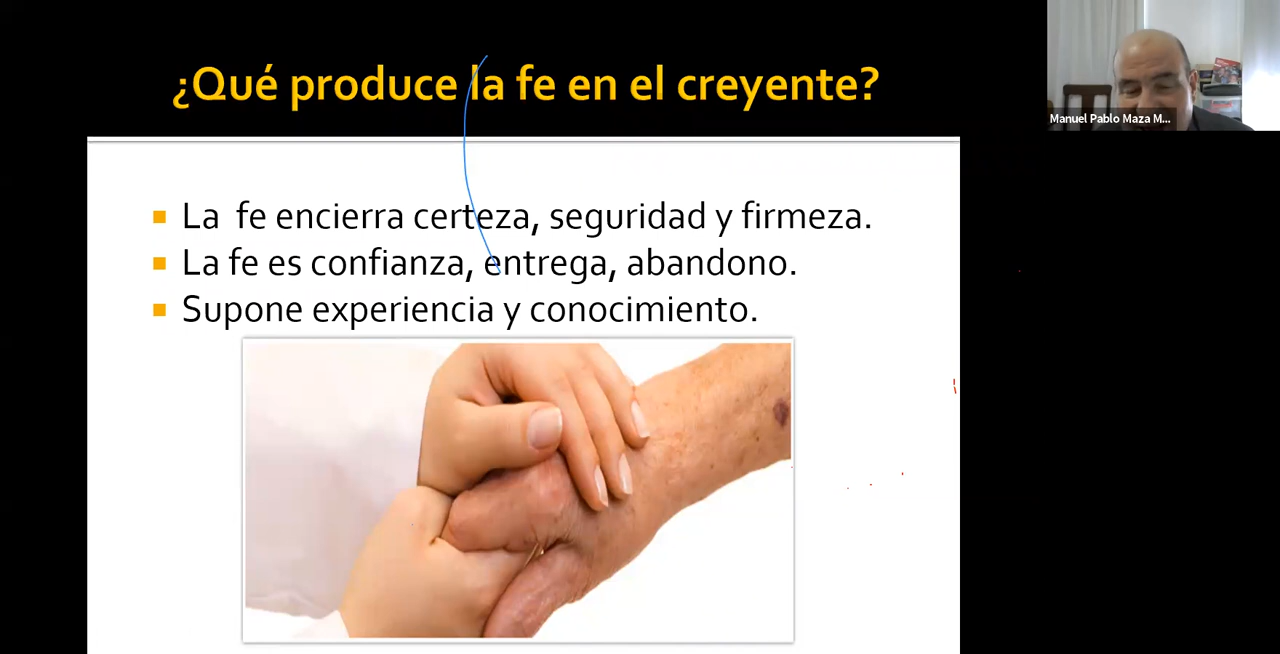 ¿Qué produce la fe en el creyente?
Manuel Pablo Maza M...
La fe encierra certeza, seguridad y firmeza.
La fe es confianza, entrega, abandono.
Supone experiencia y conocimiento.